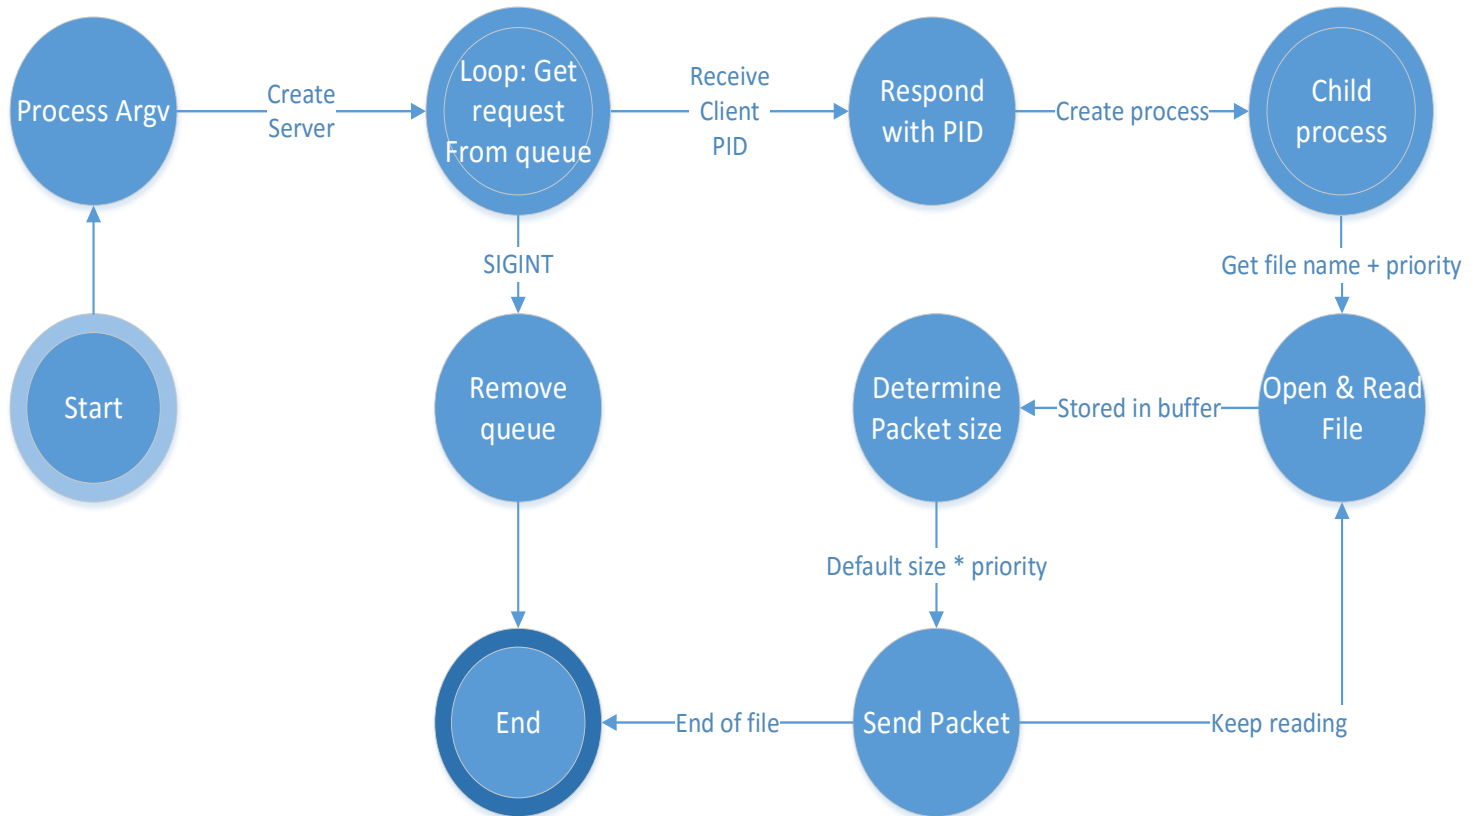 Process Argv
Create
Server
Loop: Get
request
From queue
Receive
Client
PID
Respond
with PID
Create process
Child
process
SIGINT
Get file name + priority
Start
Remove
queue
Determine
Packet size
Stored in buffer
Open & Read
File
Default size * priority
End
End of file
Send Packet
Keep reading